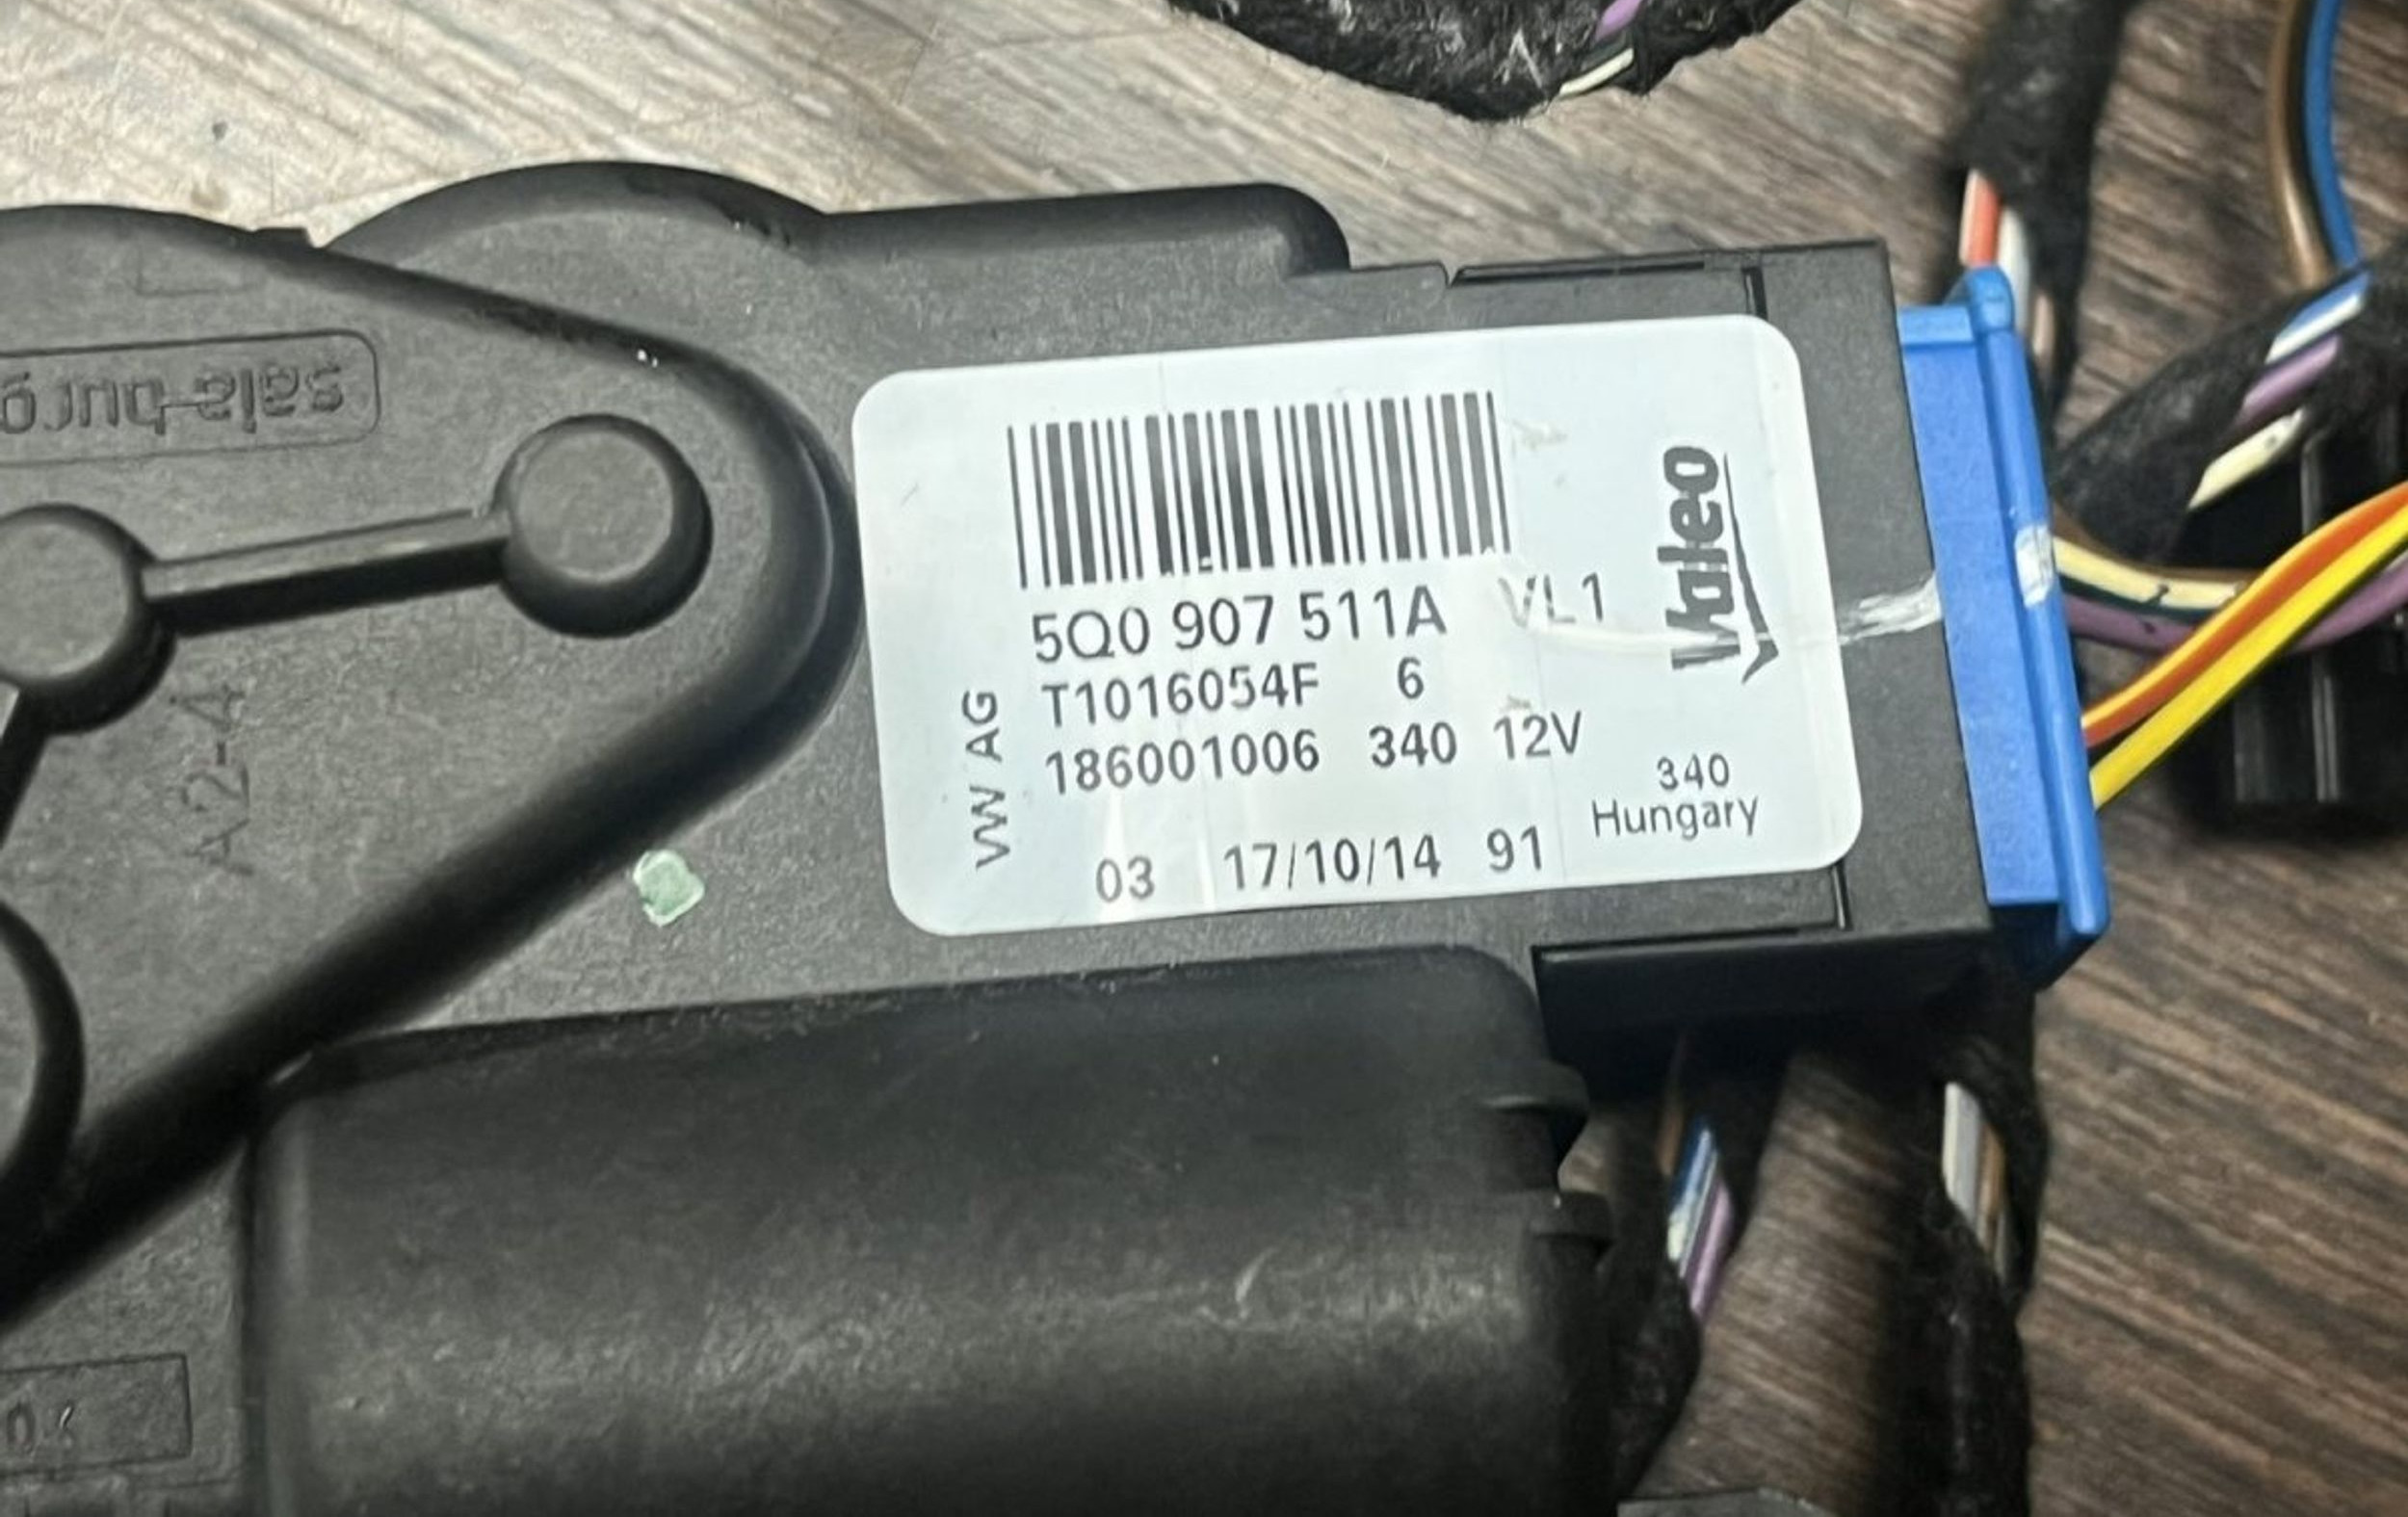 5Q0 907 511A VL1
T1016054F 6
186001006 340 12V
03 17/10/14 91
VW AG
Valeo
340
Hungary
A2-4